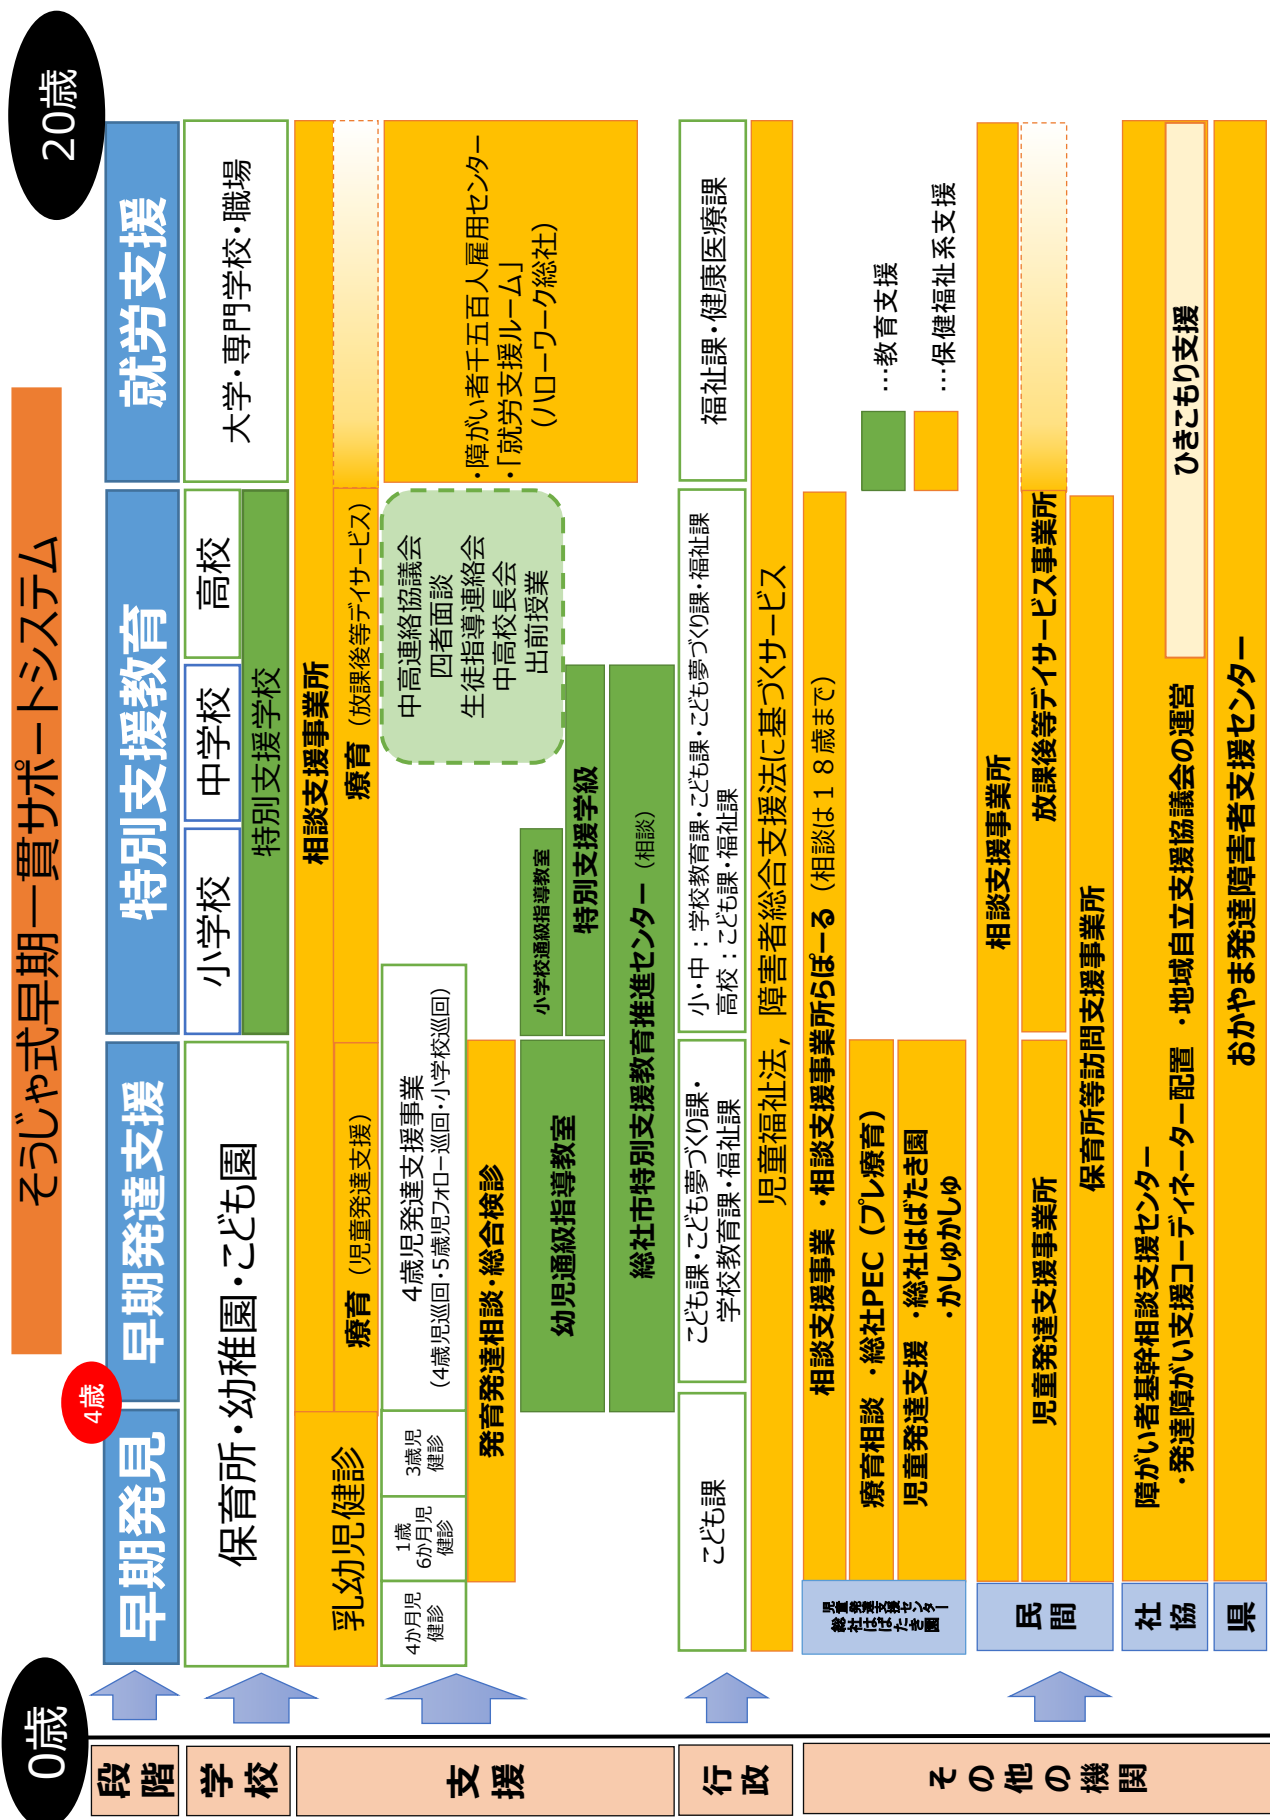 そうじゃ式早期一貫サポートシステム
0歳
4歳
20歳
段階
早期発見
早期発達支援
特別支援教育
就労支援
学校
保育所・幼稚園・こども園
小学校
中学校
高校
特別支援学校
大学・専門学校・職場
支援
乳幼児健診
相談支援事業所
療育（児童発達支援）
療育（放課後等デイサービス）
4か月児
健診
1歳
6か月児
健診
3歳児
健診
4歳児発達支援事業
（4歳児巡回・5歳児フォロー巡回・小学校巡回）
発育発達相談・総合検診
幼児通級指導教室
小学校通級指導教室
特別支援学級
総社市特別支援教育推進センター（相談）
中高連絡協議会
四者面談
生徒指導連絡会
中高校長会
出前授業
・障がい者千五百人雇用センター
・「就労支援ルーム」
（ハローワーク総社）
行政
こども課
こども課・こども夢づくり課・
学校教育課・福祉課
小・中：学校教育課・こども課・こども夢づくり課・福祉課
高校：こども課・福祉課
福祉課・健康医療課
児童福祉法，障害者総合支援法に基づくサービス
その他の機関
児童発達支援センター
総社はばたき園
相談支援事業　・相談支援事業所らぽーる（相談は１８歳まで）
療育相談　・総社PEC（プレ療育）
児童発達支援　・総社はばたき園
・かしゅかしゅ
…教育支援
…保健福祉系支援
民間
相談支援事業所
児童発達支援事業所
放課後等デイサービス事業所
保育所等訪問支援事業所
社協
障がい者基幹相談支援センター
・発達障がい支援コーディネーター配置　・地域自立支援協議会の運営
ひきこもり支援
県
おかやま発達障害者支援センター